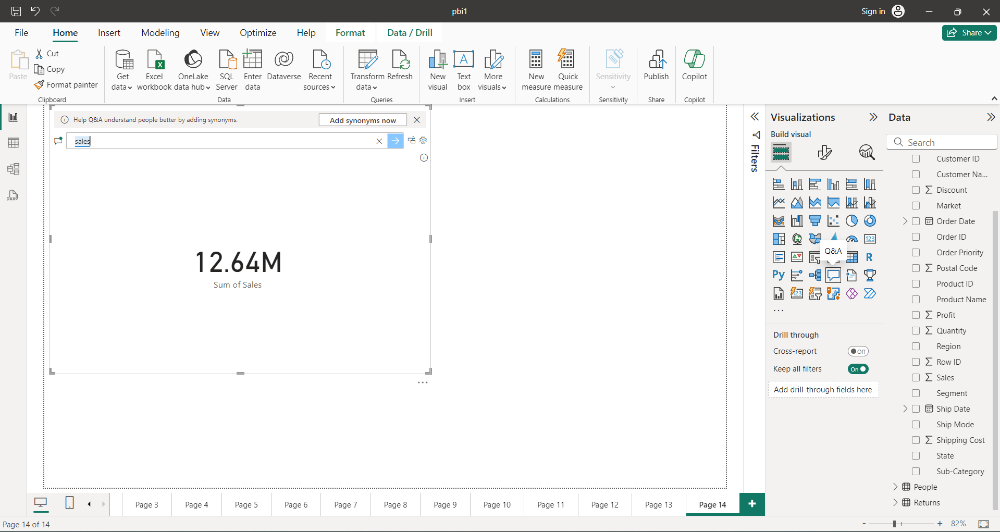 pbi1
Sign in
File Home Insert Modeling View Optimize Help Format Data / Drill
Share
Paste
Cut
Copy
Format painter
Clipboard
Get data
Excel workbook
OneLake data hub
SQL Server
Enter data
Dataverse
Recent sources
Data
Transform data
Refresh
Queries
New visual
Text box
More visuals
Insert
New measure
Quick measure
Calculations
Sensitivity
Sensitivity
Publish
Share
Copilot
Copilot
DAX
Help Q&A understand people better by adding synonyms.
Add synonyms now
sales
12.64M
Sum of Sales
Filters
Visualizations
Build visual
123
Q&A
R
Py
123
...
Drill through
Cross-report
Off
Keep all filters
On
Add drill-through fields here
Data
Search
Customer ID
Customer Na...
Discount
Market
Order Date
Order ID
Order Priority
Postal Code
Product ID
Product Name
Profit
Quantity
Region
Row ID
Sales
Segment
Ship Date
Ship Mode
Shipping Cost
State
Sub-Category
People
Returns
Page 3 Page 4 Page 5 Page 6 Page 7 Page 8 Page 9 Page 10 Page 11 Page 12 Page 13 Page 14
Page 14 of 14
- + 82%